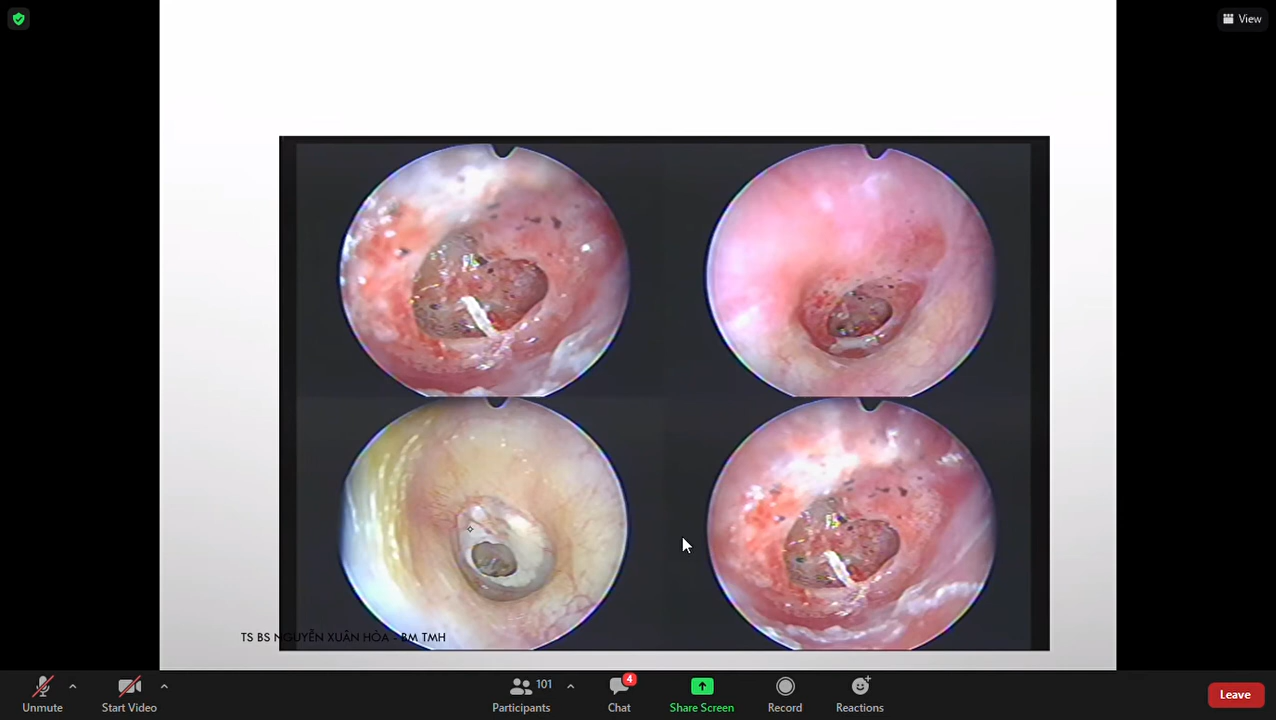 View
TS BS NGUYỄN XUÂN HÒA - BM TMH
Unmute
Start Video
101
Participants
4
Chat
Share Screen
Record
Reactions
Leave